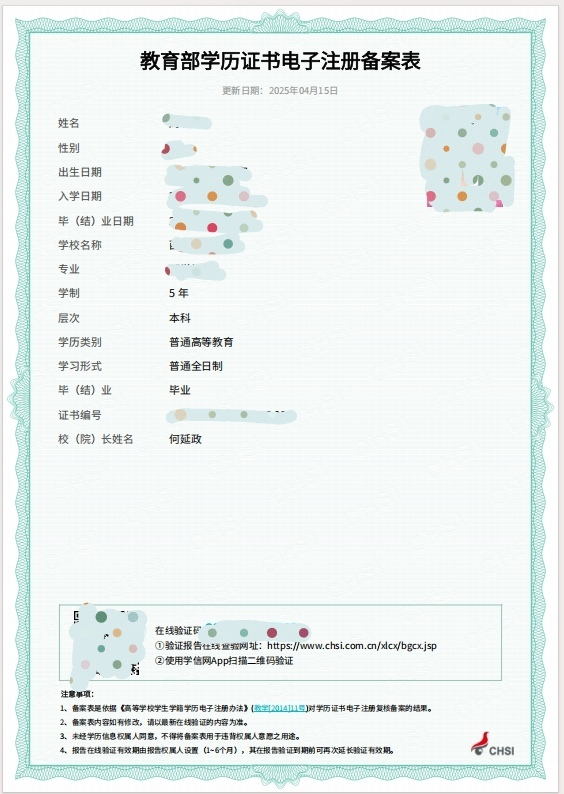 教育部学历证书电子注册备案表
更新日期：2025年04月15日
姓名
性别
出生日期
入学日期
毕（结）业日期
学校名称
专业
学制 5 年
层次 本科
学历类别 普通高等教育
学习形式 普通全日制
毕（结）业 毕业
证书编号
校（院）长姓名 何延政
在线验证码
①验证报告在线查验网址：https://www.chsi.com.cn/xlcx/bgcx.jsp
②使用学信网App扫描二维码验证
注意事项：
1、备案表是依据《高等学校学生学籍学历电子注册办法》(教学[2014]11号)对学历证书电子注册复核备案的结果。
2、备案表内容如有修改，请以最新在线验证的内容为准。
3、未经学历信息权属人同意，不得将备案表用于违背权属人意愿之用途。
4、报告在线验证有效期由报告权属人设置（1~6个月），其在报告验证到期前可再次延长验证有效期。
CHSI